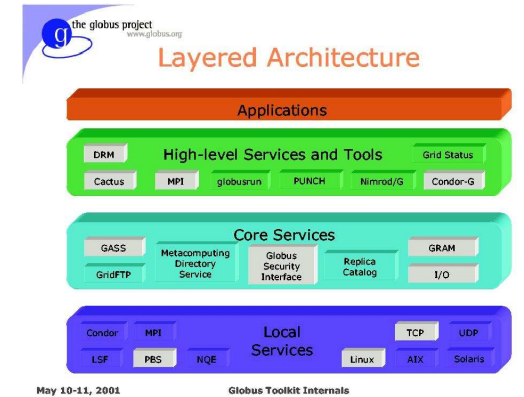 the globus project
www.globus.org
g
Layered Architecture
Applications
DRM
High-level Services and Tools
Grid Status
Cactus
MPI
globusrun
PUNCH
Nimrod/G
Condor-G
Core Services
GASS
Metacomputing
Directory
Service
Globus
Security
Interface
Replica
Catalog
GRAM
GridFTP
I/O
Condor
MPI
Local
Services
TCP
UDP
LSF
PBS
NQE
Linux
AIX
Solaris
May 10-11, 2001
Globus Toolkit Internals